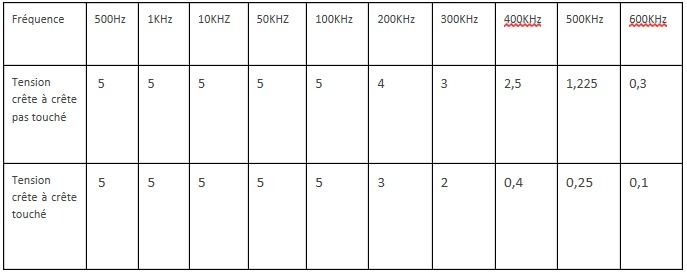 Fréquence 500Hz 1KHz 10KHZ 50KHZ 100KHz 200KHz 300KHz 400KHz 500KHz 600KHz
Tension
crête à crête
pas touché
5 5 5 5 5 4 3 2,5 1,225 0,3
Tension
crête à crête
touché
5 5 5 5 5 3 2 0,4 0,25 0,1